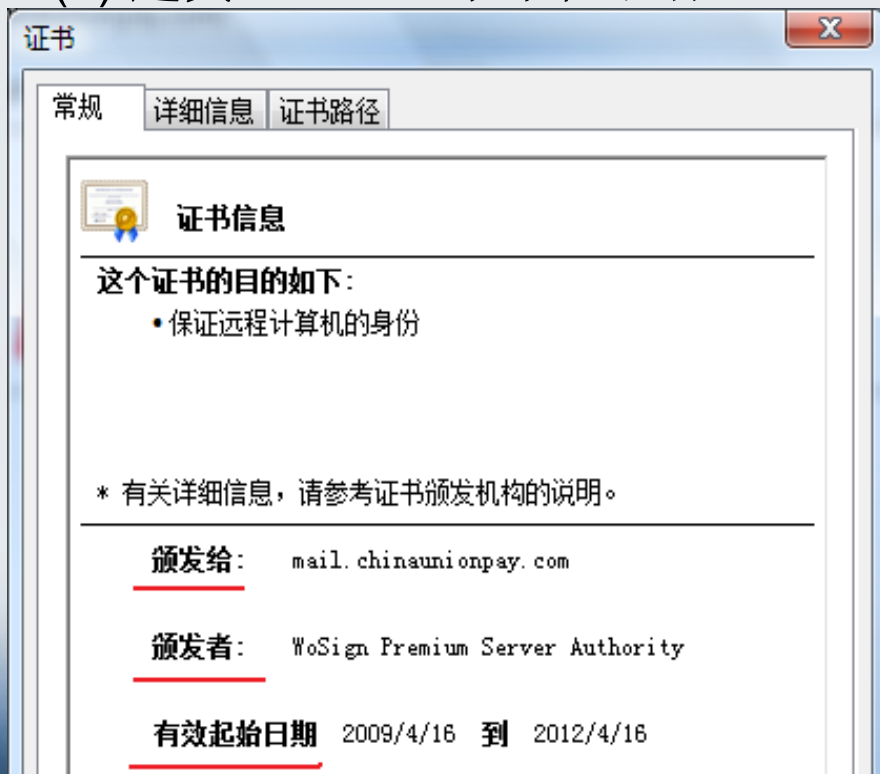 证书
常规 详细信息 证书路径
证书信息
这个证书的目的如下:
•保证远程计算机的身份
* 有关详细信息，请参考证书颁发机构的说明。
颁发给: mail.chinaunionpay.com
颁发者: WoSign Premium Server Authority
有效起始日期 2009/4/16 到 2012/4/16